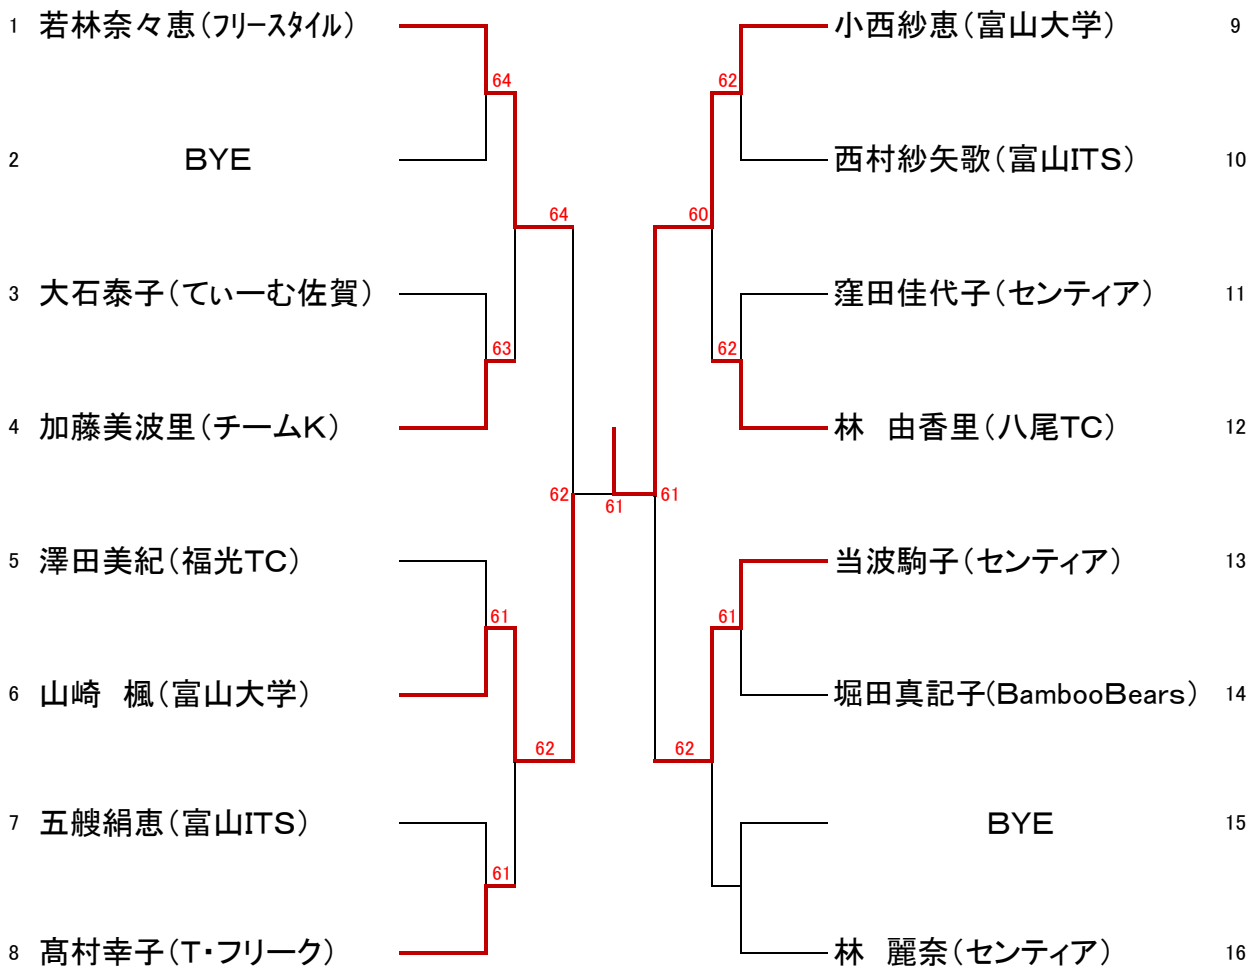 1 若林奈々恵(フリースタイル)
小西紗恵(富山大学) 9
64
62
2 BYE
西村紗矢歌(富山ITS) 10
64
60
3 大石泰子(てぃーむ佐賀)
窪田佳代子(センティア) 11
63
62
4 加藤美波里(チームK)
林 由香里(八尾TC) 12
62
61
61
5 澤田美紀(福光TC)
当波駒子(センティア) 13
61
61
6 山崎 楓(富山大学)
堀田真記子(BambooBears) 14
62
62
7 五艘絹恵(富山ITS)
BYE 15
61
8 髙村幸子(T・フリーク)
林 麗奈(センティア) 16